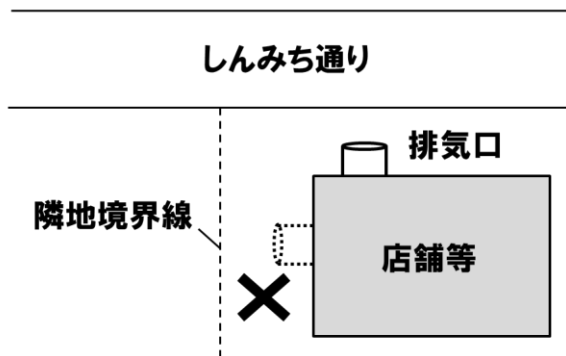 しんみち通り
排気口
隣地境界線
店舗等